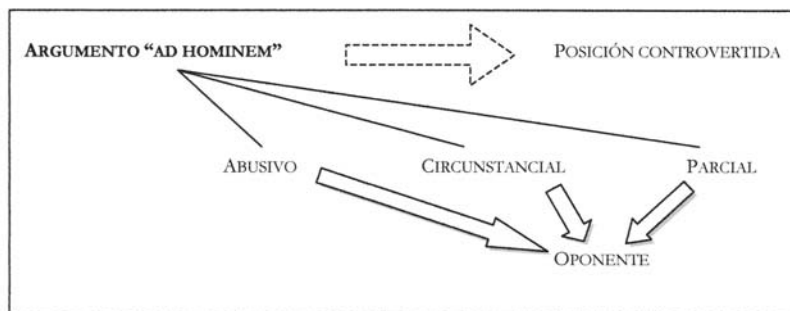 ARGUMENTO “AD HOMINEM” POSICIÓN CONTROVERTIDA
ABUSIVO CIRCUNSTANCIAL PARCIAL
OPONENTE